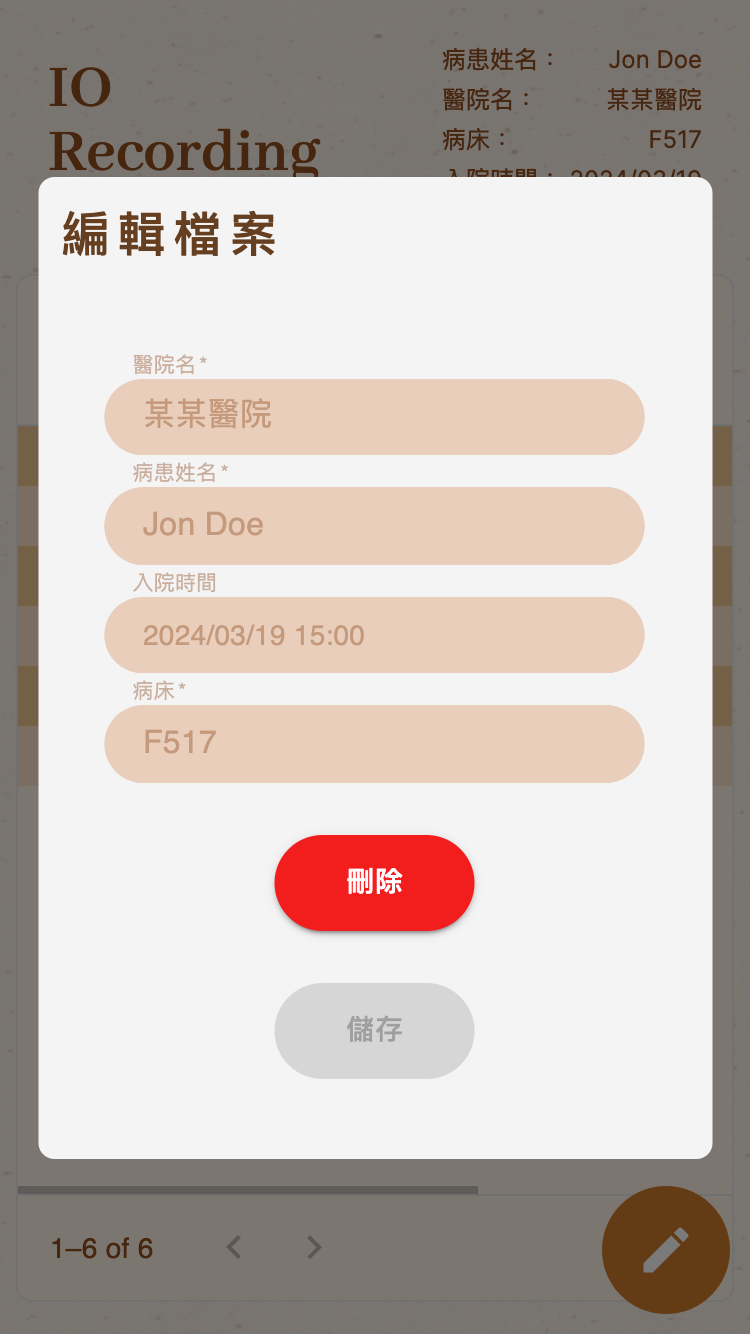 IO
Recording
病患姓名： Jon Doe
醫院名： 某某醫院
病床： F517
入院時間： 2024/03/19
編輯檔案
醫院名*
某某醫院
病患姓名*
Jon Doe
入院時間
2024/03/19 15:00
病床*
F517
刪除
儲存
1–6 of 6